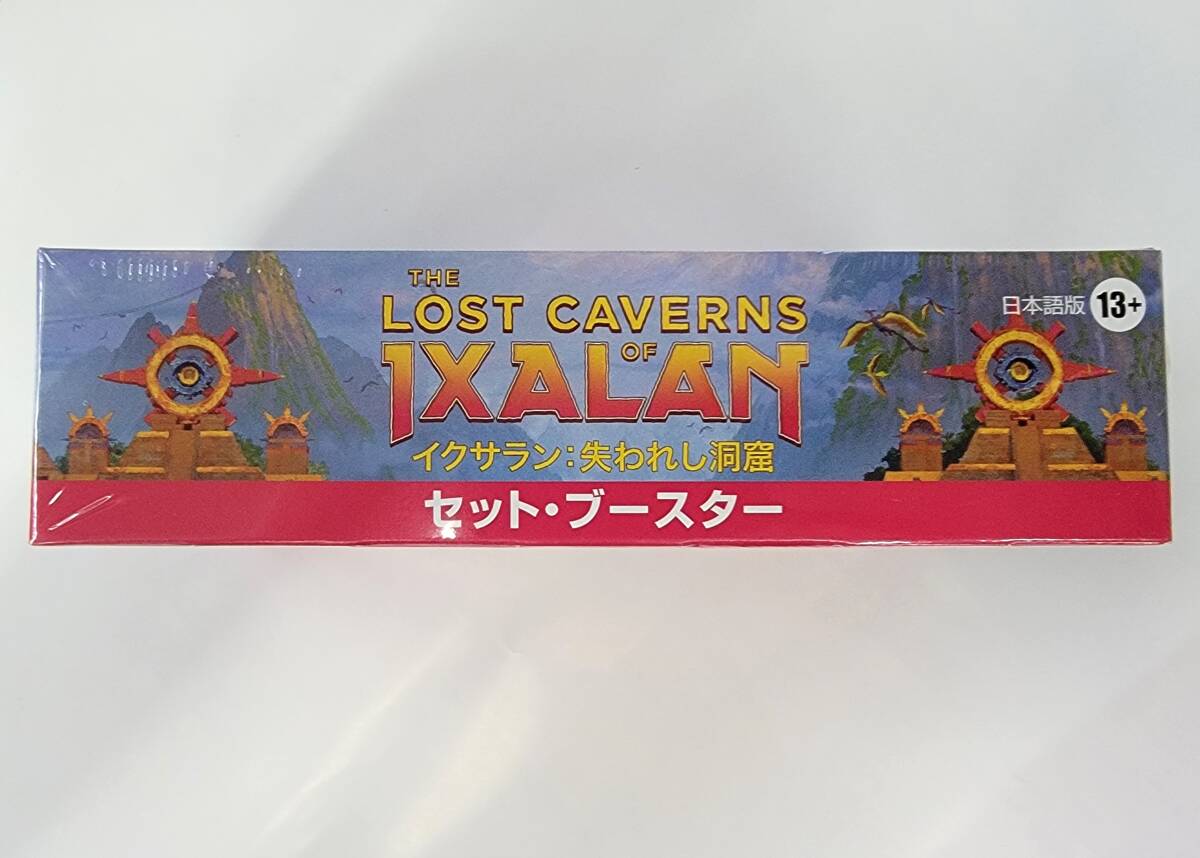 THE
LOST CAVERNS
OF
IXALAN
イクサラン:失われし洞窟
セット・ブースター
日本語版 13+